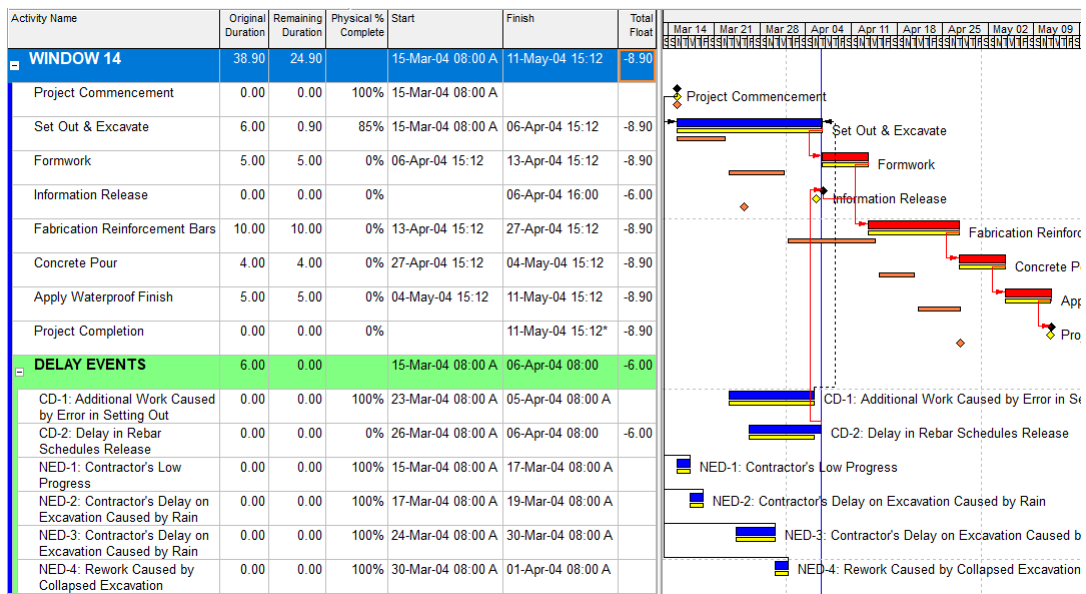 Activity Name Original Duration Remaining Duration Physical % Complete Start Finish Total Float
Mar 14 Mar 21 Mar 28 Apr 04 Apr 11 Apr 18 Apr 25 May 02 May 09
WINDOW 14 38.90 24.90 15-Mar-04 08:00 A 11-May-04 15:12 -8.90
Project Commencement 0.00 0.00 100% 15-Mar-04 08:00 A Project Commencement
Set Out & Excavate 6.00 0.90 85% 15-Mar-04 08:00 A 06-Apr-04 15:12 -8.90 Set Out & Excavate
Formwork 5.00 5.00 0% 06-Apr-04 15:12 13-Apr-04 15:12 -8.90 Formwork
Information Release 0.00 0.00 0% 06-Apr-04 16:00 -6.00 Information Release
Fabrication Reinforcement Bars 10.00 10.00 0% 13-Apr-04 15:12 27-Apr-04 15:12 -8.90 Fabrication Reinforc
Concrete Pour 4.00 4.00 0% 27-Apr-04 15:12 04-May-04 15:12 -8.90 Concrete P
Apply Waterproof Finish 5.00 5.00 0% 04-May-04 15:12 11-May-04 15:12 -8.90 App
Project Completion 0.00 0.00 0% 11-May-04 15:12* -8.90 Proj
DELAY EVENTS 6.00 0.00 15-Mar-04 08:00 A 06-Apr-04 08:00 -6.00
CD-1: Additional Work Caused by Error in Setting Out 0.00 0.00 100% 23-Mar-04 08:00 A 05-Apr-04 08:00 A CD-1: Additional Work Caused by Error in Se
CD-2: Delay in Rebar Schedules Release 0.00 0.00 0% 26-Mar-04 08:00 A 06-Apr-04 08:00 -6.00 CD-2: Delay in Rebar Schedules Release
NED-1: Contractor's Low Progress 0.00 0.00 100% 15-Mar-04 08:00 A 17-Mar-04 08:00 A NED-1: Contractor's Low Progress
NED-2: Contractor's Delay on Excavation Caused by Rain 0.00 0.00 100% 17-Mar-04 08:00 A 19-Mar-04 08:00 A NED-2: Contractor's Delay on Excavation Caused by Rain
NED-3: Contractor's Delay on Excavation Caused by Rain 0.00 0.00 100% 24-Mar-04 08:00 A 30-Mar-04 08:00 A NED-3: Contractor's Delay on Excavation Caused b
NED-4: Rework Caused by Collapsed Excavation 0.00 0.00 100% 30-Mar-04 08:00 A 01-Apr-04 08:00 A NED-4: Rework Caused by Collapsed Excavation